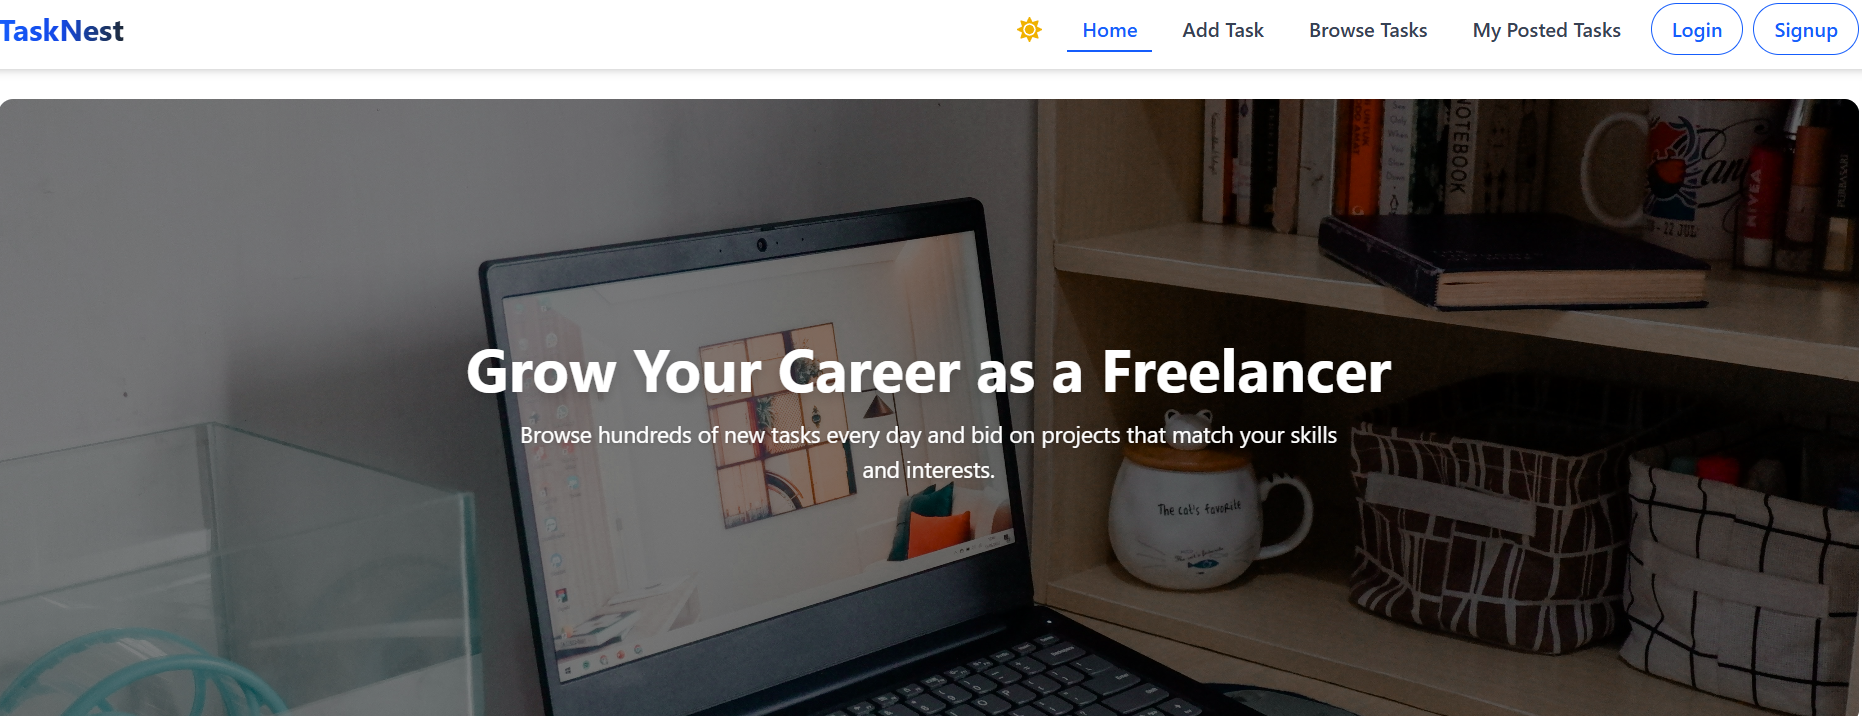 TaskNest
Home
Add Task
Browse Tasks
My Posted Tasks
Login
Signup
NOTEBOOK
NIVEA
PURBASARI
Grow Your Career as a Freelancer
Browse hundreds of new tasks every day and bid on projects that match your skills
and interests.
The cat's favorite